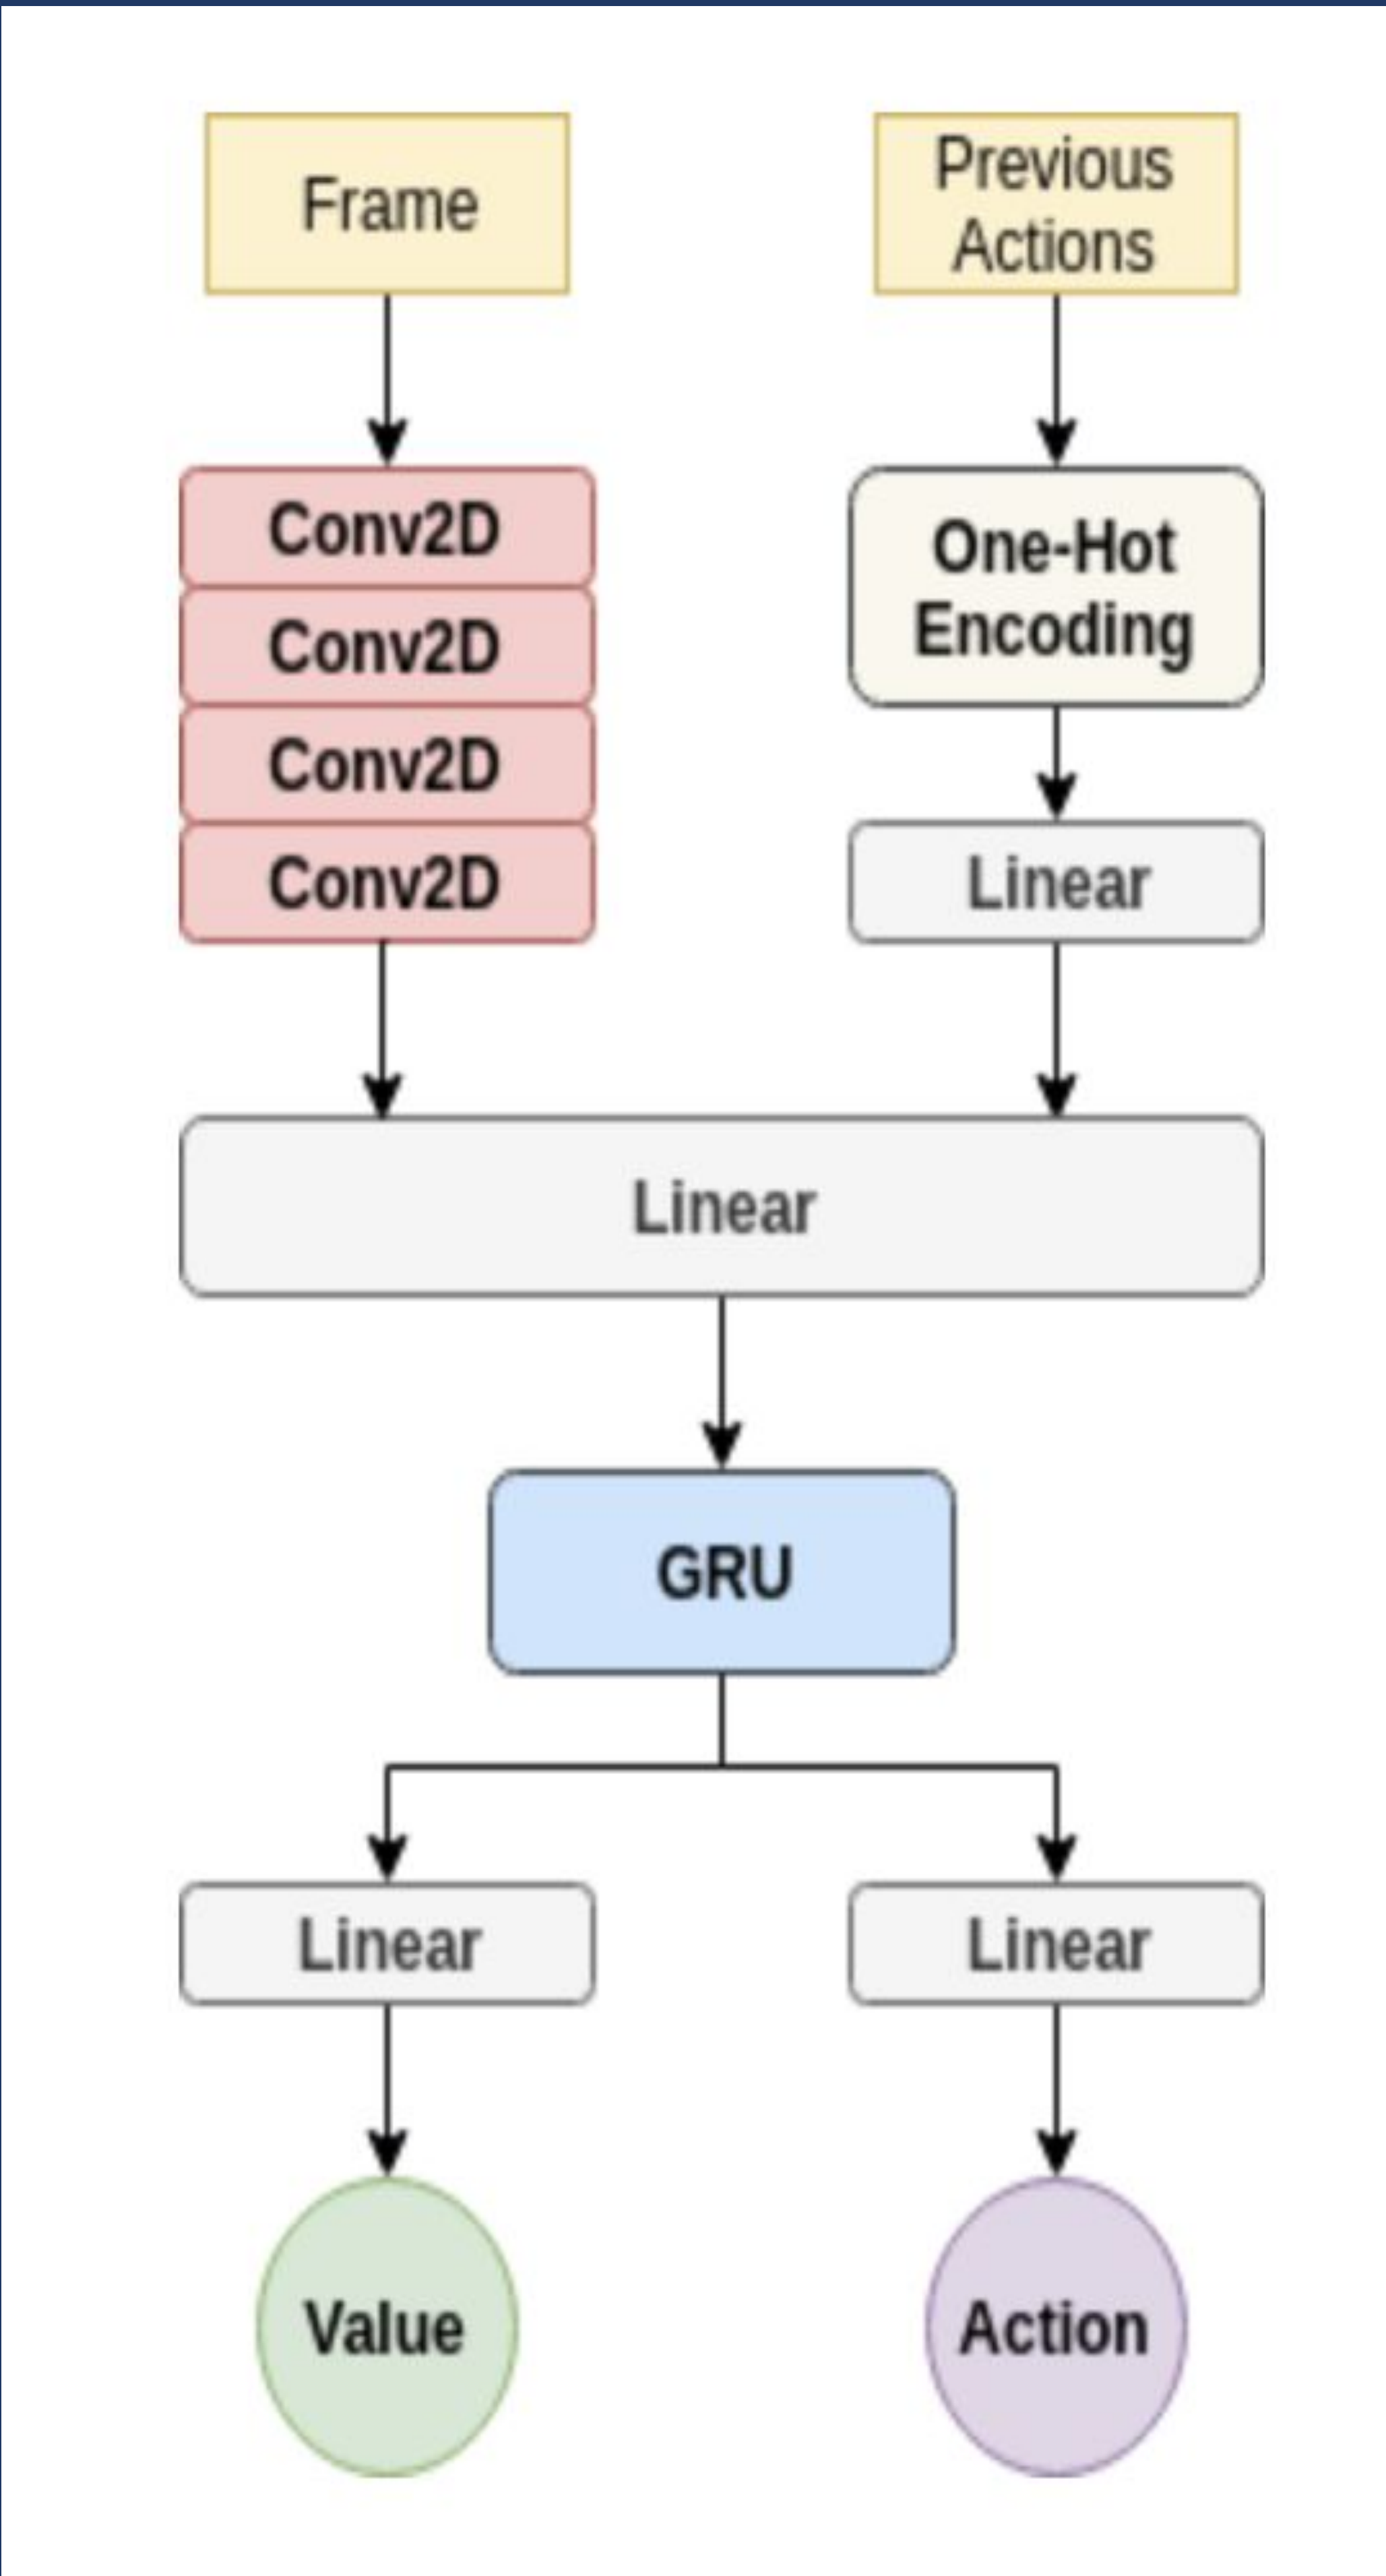 Frame
Previous
Actions
Conv2D
Conv2D
Conv2D
Conv2D
One-Hot
Encoding
Linear
Linear
GRU
Linear
Linear
Value
Action